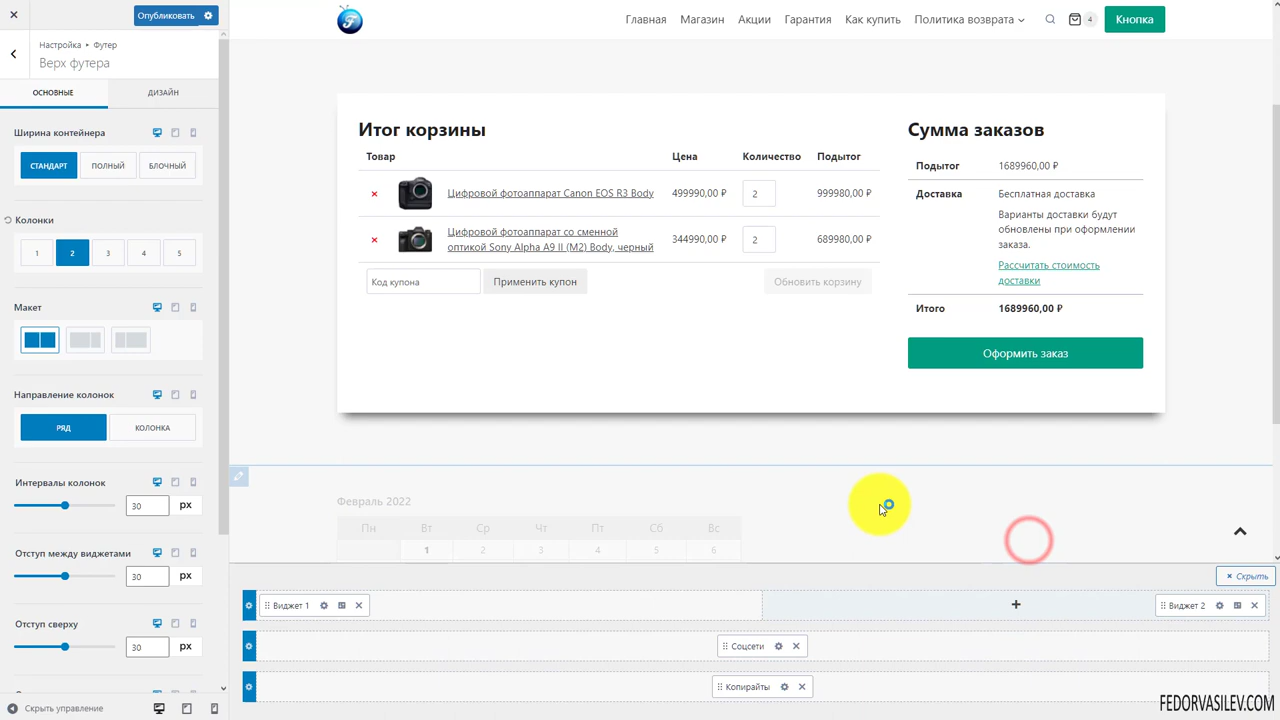 Опубликовать
Настройка ▸ Футер
Верх футера
ОСНОВНЫЕ
ДИЗАЙН
Ширина контейнера
СТАНДАРТ
ПОЛНЫЙ
БЛОЧНЫЙ
Колонки
1
2
3
4
5
Макет
Направление колонок
РЯД
КОЛОНКА
Интервалы колонок
30
px
Отступ между виджетами
30
px
Отступ сверху
30
px
Скрыть управление
Главная
Магазин
Акции
Гарантия
Как купить
Политика возврата
4
Кнопка
Итог корзины
Товар
Цена
Количество
Подытог
Цифровой фотоаппарат Canon EOS R3 Body
499990,00 ₽
2
999980,00 ₽
Цифровой фотоаппарат со сменной
оптикой Sony Alpha A9 II (M2) Body, черный
344990,00 ₽
2
689980,00 ₽
Код купона
Применить купон
Обновить корзину
Сумма заказов
Подытог
1689960,00 ₽
Доставка
Бесплатная доставка
Варианты доставки будут
обновлены при оформлении
заказа.
Рассчитать стоимость
доставки
Итого
1689960,00 ₽
Оформить заказ
Февраль 2022
Пн Вт Ср Чт Пт Сб Вс
1 2 3 4 5 6
× Скрыть
Виджет 1
Виджет 2
Соцсети
Копирайты
FEDORVASILEV.COM